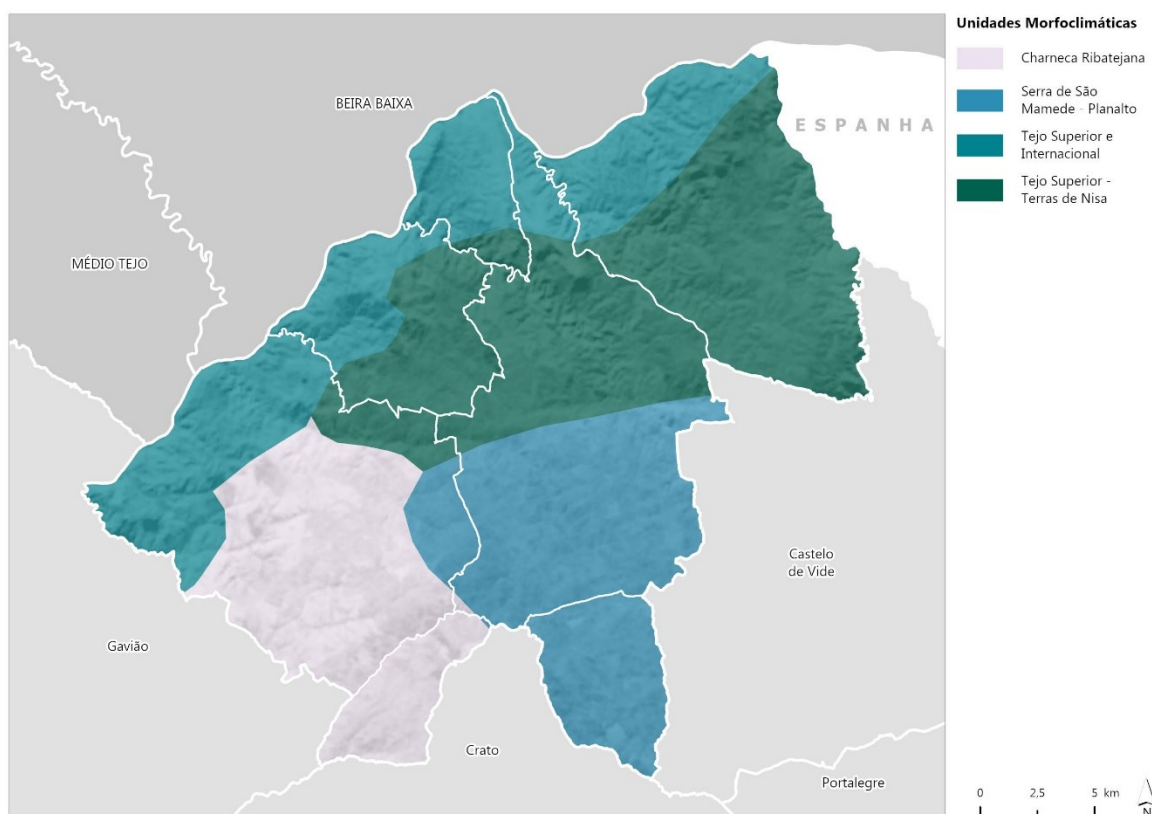 Unidades Morfoclimáticas
Charneca Ribatejana
Serra de São
Mamede - Planalto
Tejo Superior e
Internacional
Tejo Superior -
Terras de Nisa
BEIRA BAIXA
ESPANHA
MÉDIO TEJO
Castelo
de Vide
Gavião
Crato
Portalegre
0 2,5 5 km
N